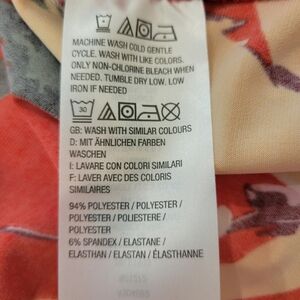 MACHINE WASH COLD GENTLE
CYCLE. WASH WITH LIKE COLORS.
ONLY NON-CHLORINE BLEACH WHEN
NEEDED. TUMBLE DRY LOW. LOW
IRON IF NEEDED
30
GB: WASH WITH SIMILAR COLOURS
D: MIT ÄHNLICHEN FARBEN
WASCHEN
I: LAVARE CON COLORI SIMILARI
F: LAVER AVEC DES COLORIS
SIMILAIRES
94% POLYESTER / POLYESTER /
POLYESTER / POLIESTERE /
POLYESTER
6% SPANDEX / ELASTANE /
ELASTHAN / ELASTAN / ÉLASTHANNE